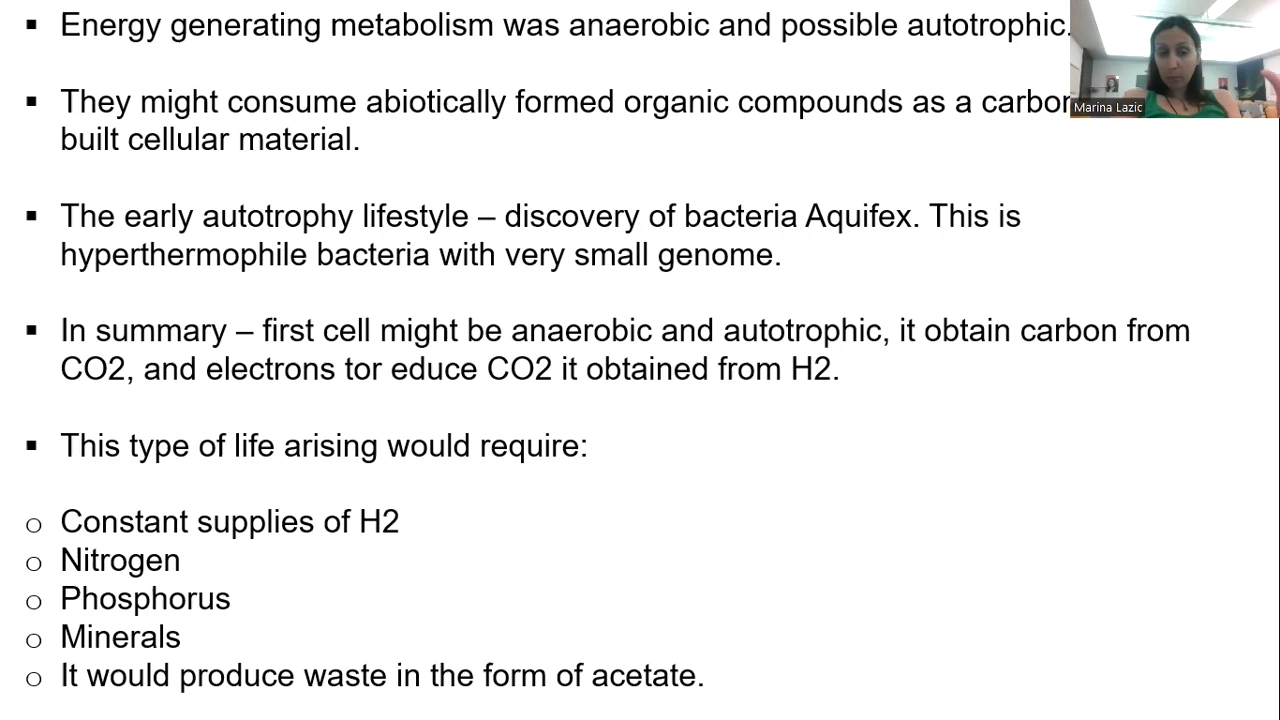 ▪ Energy generating metabolism was anaerobic and possible autotrophic.
▪ They might consume abiotically formed organic compounds as a carbon
built cellular material.
▪ The early autotrophy lifestyle – discovery of bacteria Aquifex. This is
hyperthermophile bacteria with very small genome.
▪ In summary – first cell might be anaerobic and autotrophic, it obtain carbon from
CO2, and electrons tor educe CO2 it obtained from H2.
▪ This type of life arising would require:
o Constant supplies of H2
o Nitrogen
o Phosphorus
o Minerals
o It would produce waste in the form of acetate.
Marina Lazic